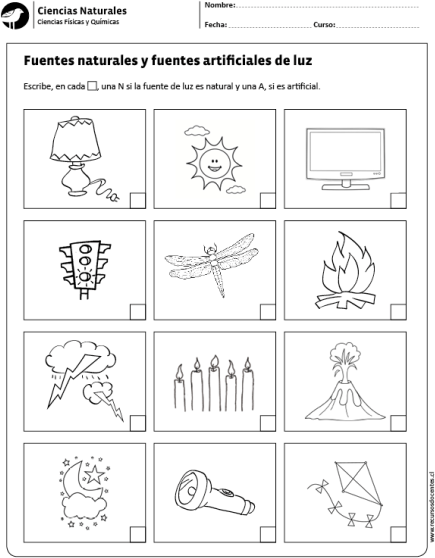 Ciencias Naturales
Ciencias Físicas y Químicas
Nombre:
Fecha: Curso:
Fuentes naturales y fuentes artificiales de luz
Escribe, en cada □, una N si la fuente de luz es natural y una A, si es artificial.
www.recursosdocentes.cl